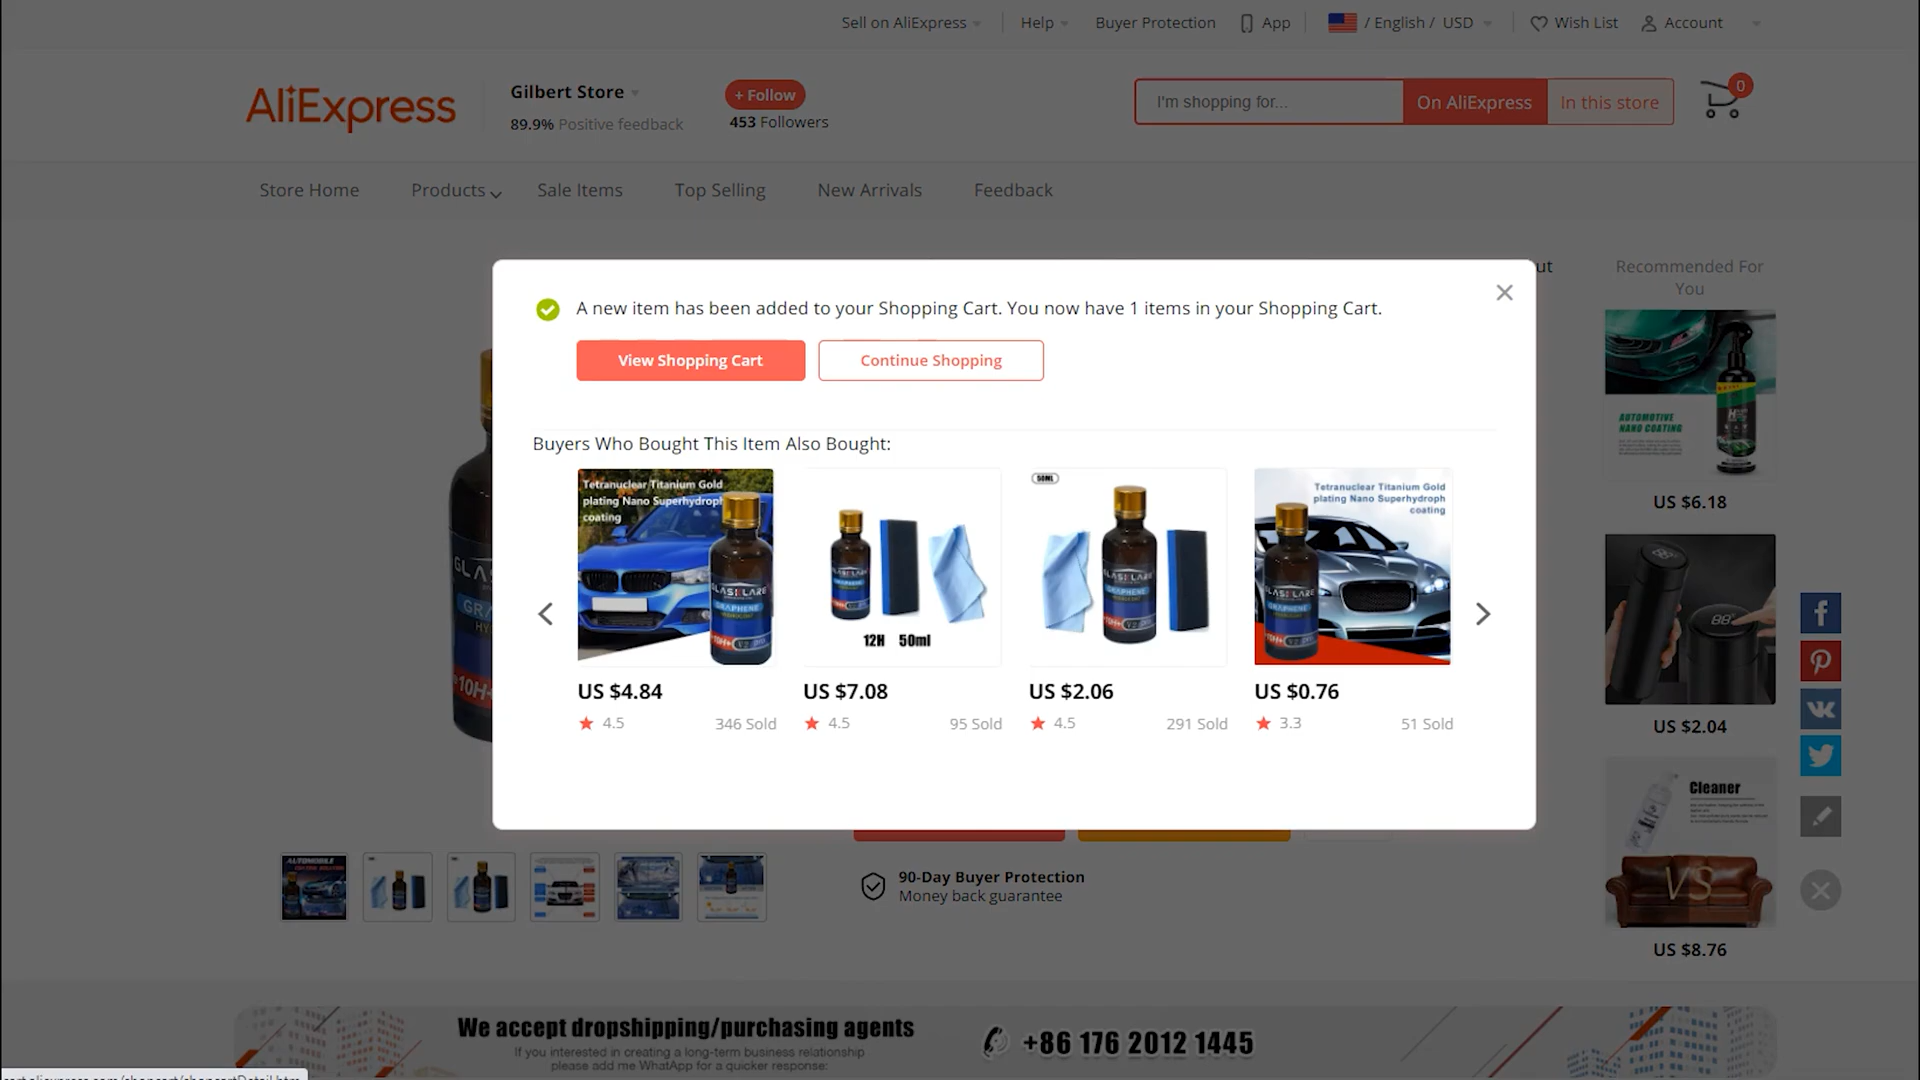 Sell on AliExpress
Help
Buyer Protection
App
/ English / USD
Wish List
Account
AliExpress
Gilbert Store
89.9% Positive feedback
+ Follow
453 Followers
I'm shopping for...
On AliExpress
In this store
0
Store Home
Products
Sale Items
Top Selling
New Arrivals
Feedback
A new item has been added to your Shopping Cart. You now have 1 items in your Shopping Cart.
View Shopping Cart
Continue Shopping
Buyers Who Bought This Item Also Bought:
Tetranuclear Titanium Gold
plating Nano Superhydroph
coating
GRAPHENE
12H 50ml
50ML
GRAPHENE
Tetranuclear Titanium Gold
plating Nano Superhydroph
coating
GRAPHENE
US $4.84
US $7.08
US $2.06
US $0.76
4.5
346 Sold
4.5
95 Sold
4.5
291 Sold
3.3
51 Sold
Recommended For
You
AUTOMOTIVE
NANO COATING
US $6.18
88°
US $2.04
Cleaner
VS
US $8.76
90-Day Buyer Protection
Money back guarantee
We accept dropshipping/purchasing agents
If you interested in creating a long-term business relationship
please add me WhatApp for a quicker response:
+86 176 2012 1445